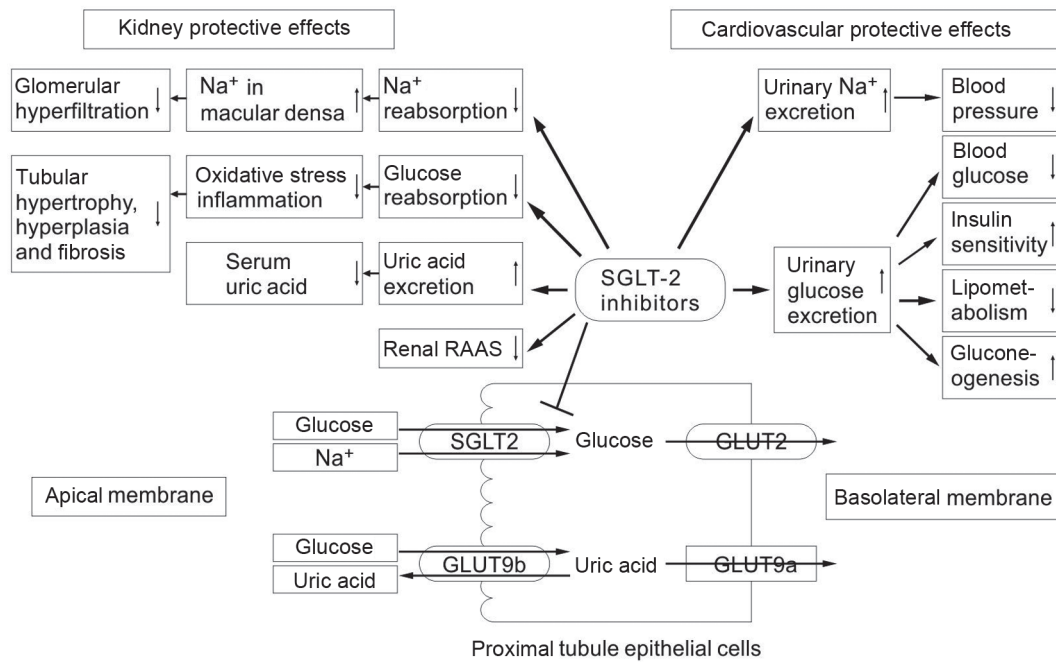 Kidney protective effects
Cardiovascular protective effects
Glomerular
hyperfiltration ↓
Na⁺ in
macular densa ↑
Na⁺
reabsorption ↓
Urinary Na⁺
excretion ↑
Blood
pressure ↓
Tubular
hypertrophy,
hyperplasia
and fibrosis ↓
Oxidative stress
inflammation ↓
Glucose
reabsorption ↓
Blood
glucose ↓
Insulin
sensitivity ↑
Serum
uric acid ↓
Uric acid
excretion ↑
SGLT-2
inhibitors
Urinary
glucose
excretion ↑
Lipomet-
abolism ↓
Renal RAAS ↓
Glucone-
ogenesis ↑
Glucose
Na⁺
SGLT2
Glucose
GLUT2
Apical membrane
Basolateral membrane
Glucose
Uric acid
GLUT9b
Uric acid
GLUT9a
Proximal tubule epithelial cells